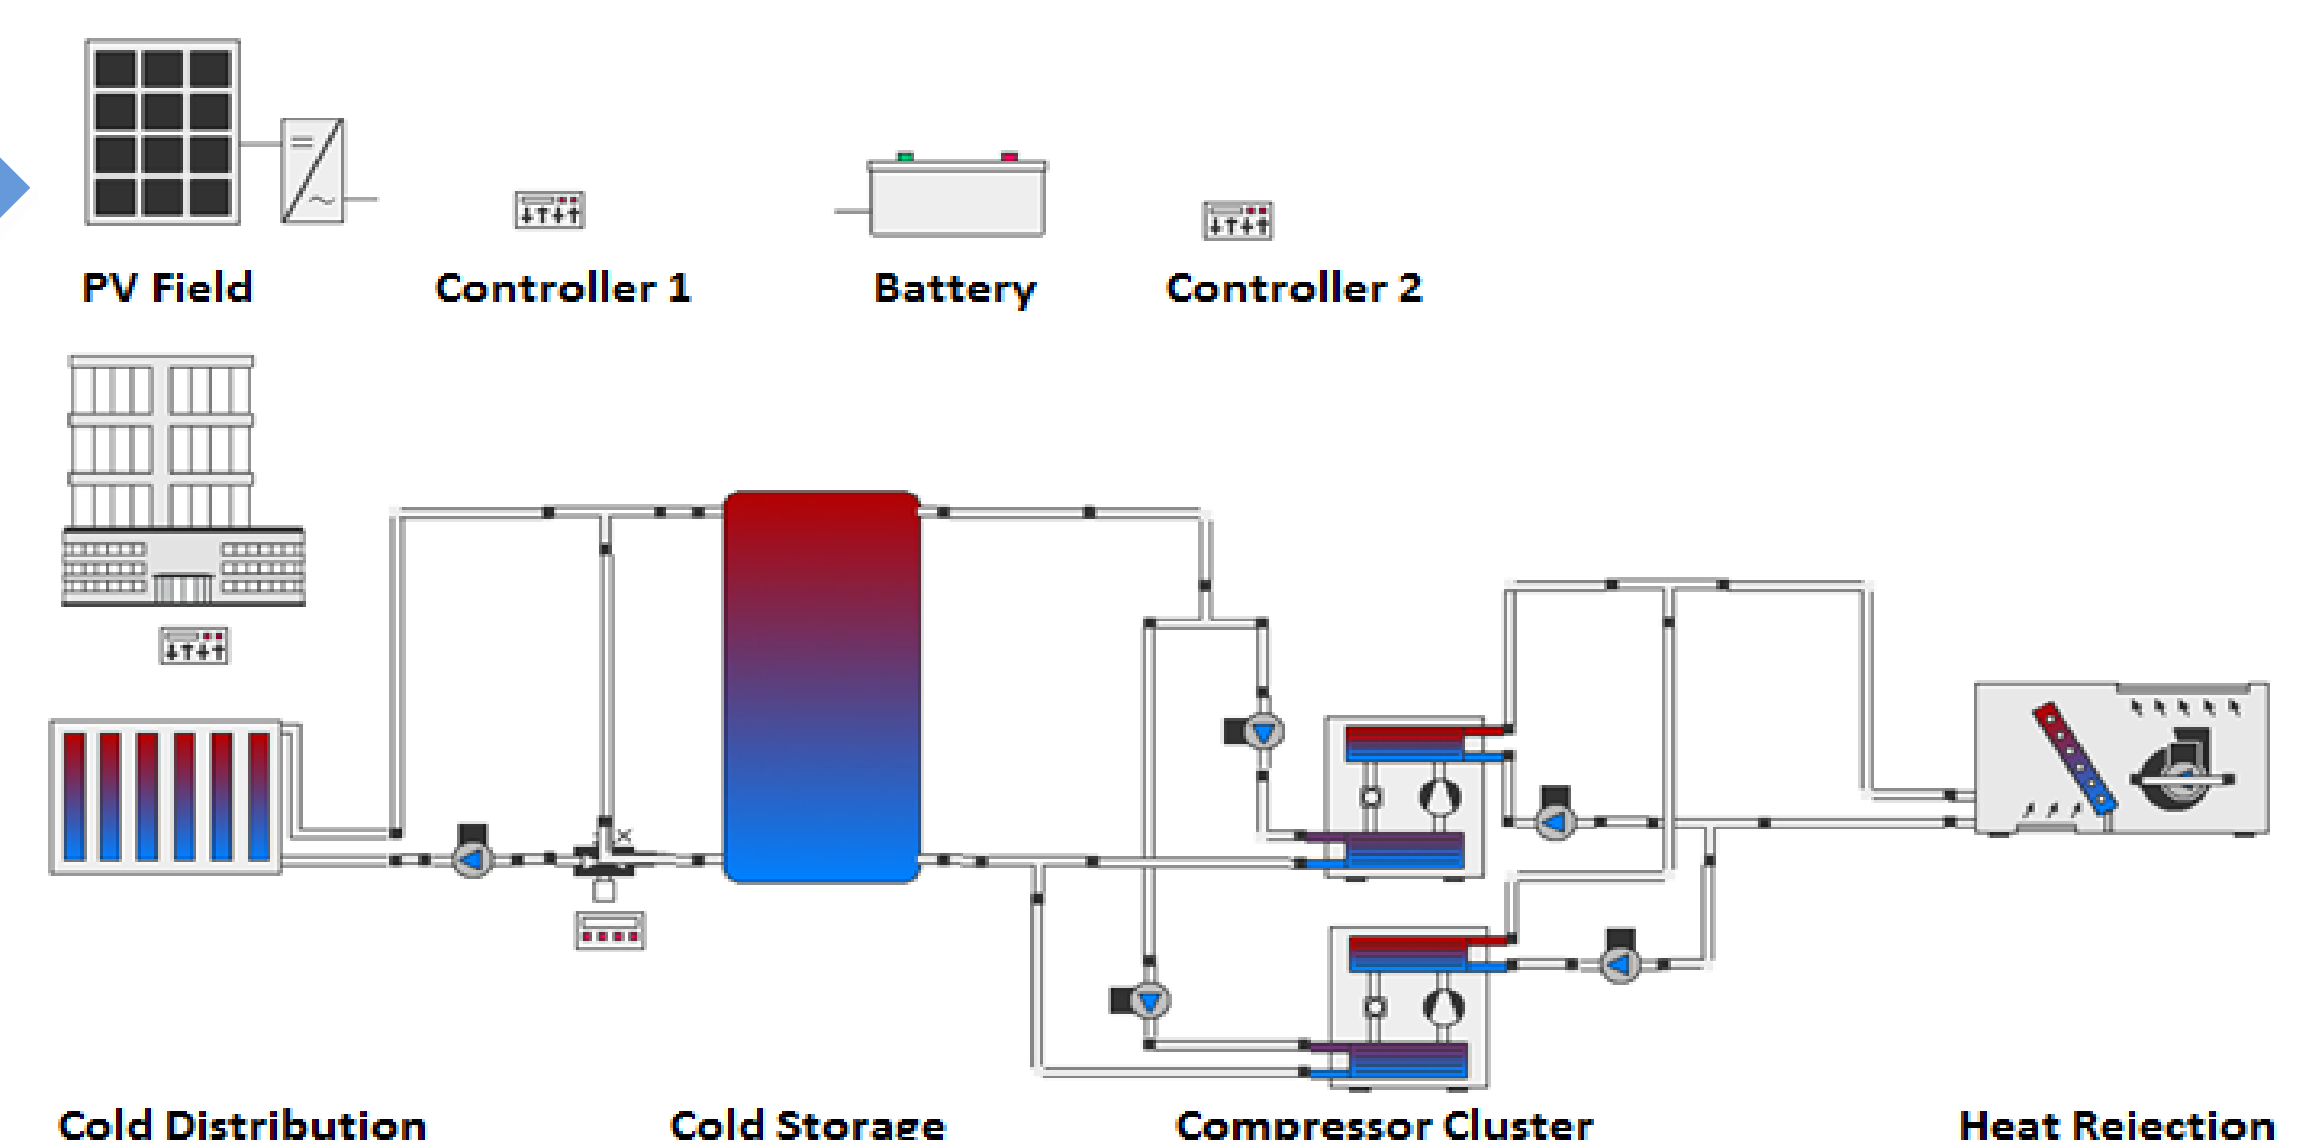 PV Field
Controller 1
Battery
Controller 2
Cold Distribution
Cold Storage
Compressor Cluster
Heat Rejection